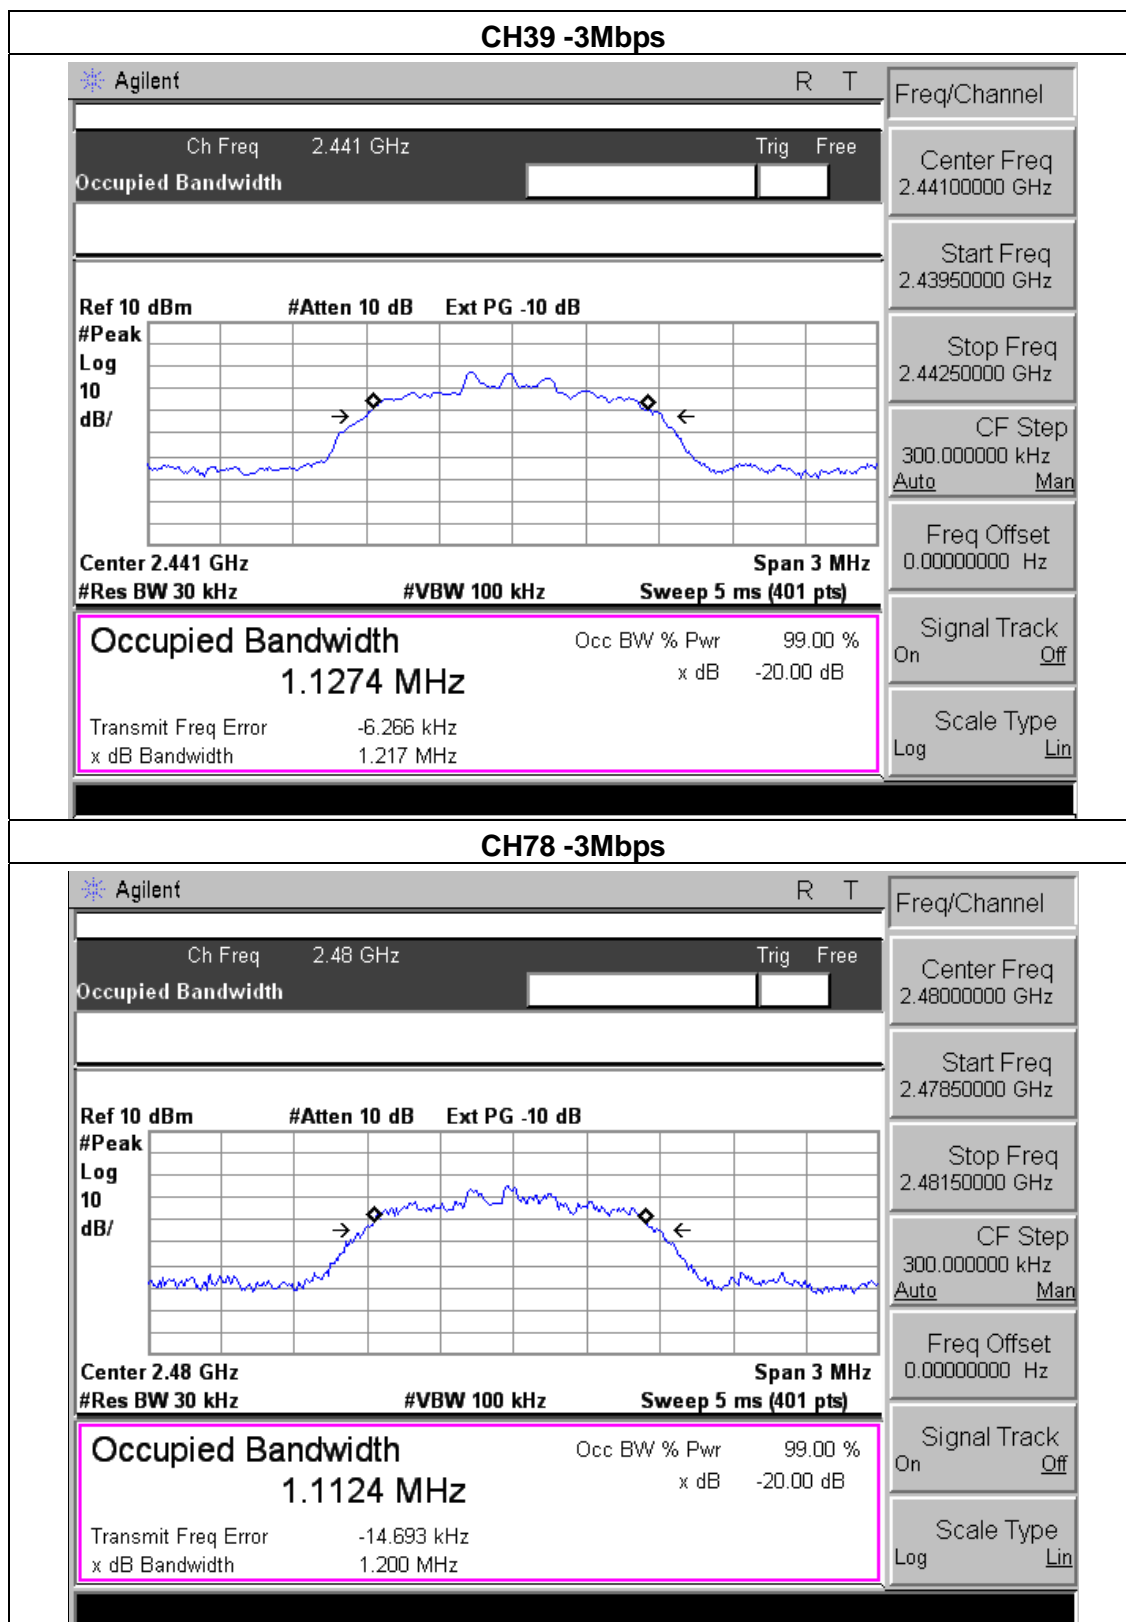 CH39 -3Mbps
Agilent R T
Freq/Channel
Ch Freq 2.441 GHz Trig Free
Occupied Bandwidth
Center Freq
2.44100000 GHz
Start Freq
2.43950000 GHz
Stop Freq
2.44250000 GHz
CF Step
300.000000 kHz
Auto Man
Freq Offset
0.00000000 Hz
Signal Track
On Off
Scale Type
Log Lin
Ref 10 dBm #Atten 10 dB Ext PG -10 dB
#Peak
Log
10
dB/
Center 2.441 GHz Span 3 MHz
#Res BW 30 kHz #VBW 100 kHz Sweep 5 ms (401 pts)
Occupied Bandwidth Occ BW % Pwr 99.00 %
1.1274 MHz x dB -20.00 dB
Transmit Freq Error -6.266 kHz
x dB Bandwidth 1.217 MHz
CH78 -3Mbps
Agilent R T
Freq/Channel
Ch Freq 2.48 GHz Trig Free
Occupied Bandwidth
Center Freq
2.48000000 GHz
Start Freq
2.47850000 GHz
Stop Freq
2.48150000 GHz
CF Step
300.000000 kHz
Auto Man
Freq Offset
0.00000000 Hz
Signal Track
On Off
Scale Type
Log Lin
Ref 10 dBm #Atten 10 dB Ext PG -10 dB
#Peak
Log
10
dB/
Center 2.48 GHz Span 3 MHz
#Res BW 30 kHz #VBW 100 kHz Sweep 5 ms (401 pts)
Occupied Bandwidth Occ BW % Pwr 99.00 %
1.1124 MHz x dB -20.00 dB
Transmit Freq Error -14.693 kHz
x dB Bandwidth 1.200 MHz